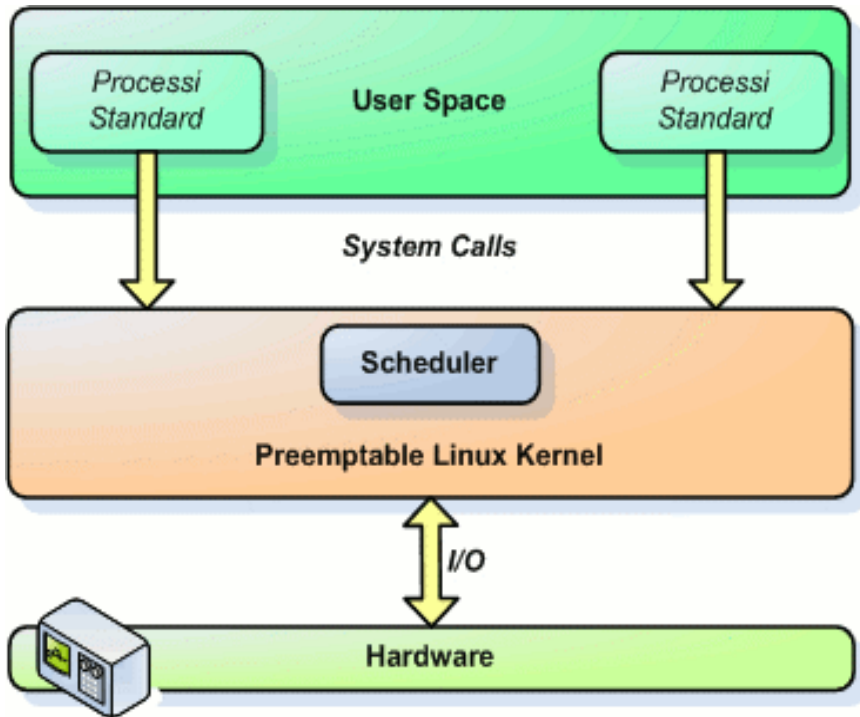 Processi
Standard
User Space
Processi
Standard
System Calls
Scheduler
Preemptable Linux Kernel
I/O
Hardware